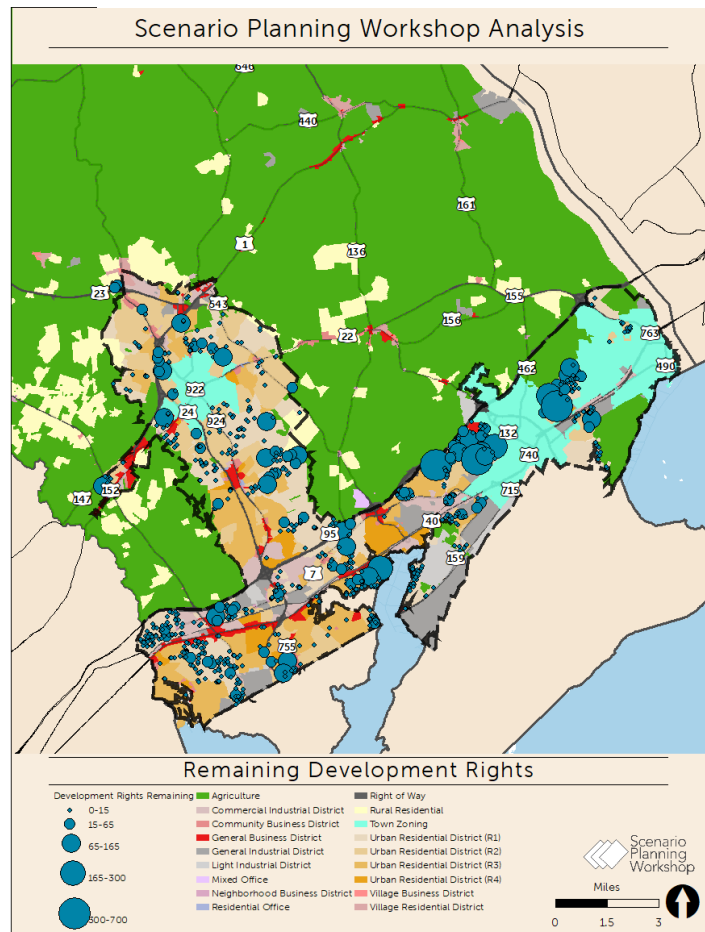 Scenario Planning Workshop Analysis
646
440
161
1
136
23
543
155
156
22
763
462
490
922
24
924
132
740
147
152
715
95
40
159
7
755
8
Remaining Development Rights
Development Rights Remaining
0-15
15-65
65-165
165-300
300-700
Agriculture
Commercial Industrial District
Community Business District
General Business District
General Industrial District
Light Industrial District
Mixed Office
Neighborhood Business District
Residential Office
Right of Way
Rural Residential
Town Zoning
Urban Residential District (R1)
Urban Residential District (R2)
Urban Residential District (R3)
Urban Residential District (R4)
Village Business District
Village Residential District
Scenario
Planning
Workshop
Miles
0 1.5 3